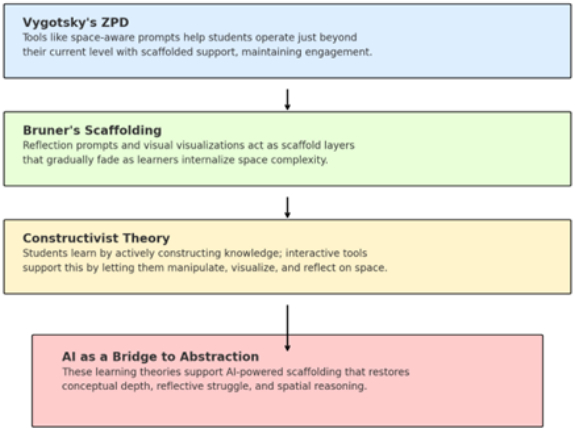 Vygotsky's ZPD
Tools like space-aware prompts help students operate just beyond
their current level with scaffolded support, maintaining engagement.
Bruner's Scaffolding
Reflection prompts and visual visualizations act as scaffold layers
that gradually fade as learners internalize space complexity.
Constructivist Theory
Students learn by actively constructing knowledge; interactive tools
support this by letting them manipulate, visualize, and reflect on space.
AI as a Bridge to Abstraction
These learning theories support AI-powered scaffolding that restores
conceptual depth, reflective struggle, and spatial reasoning.